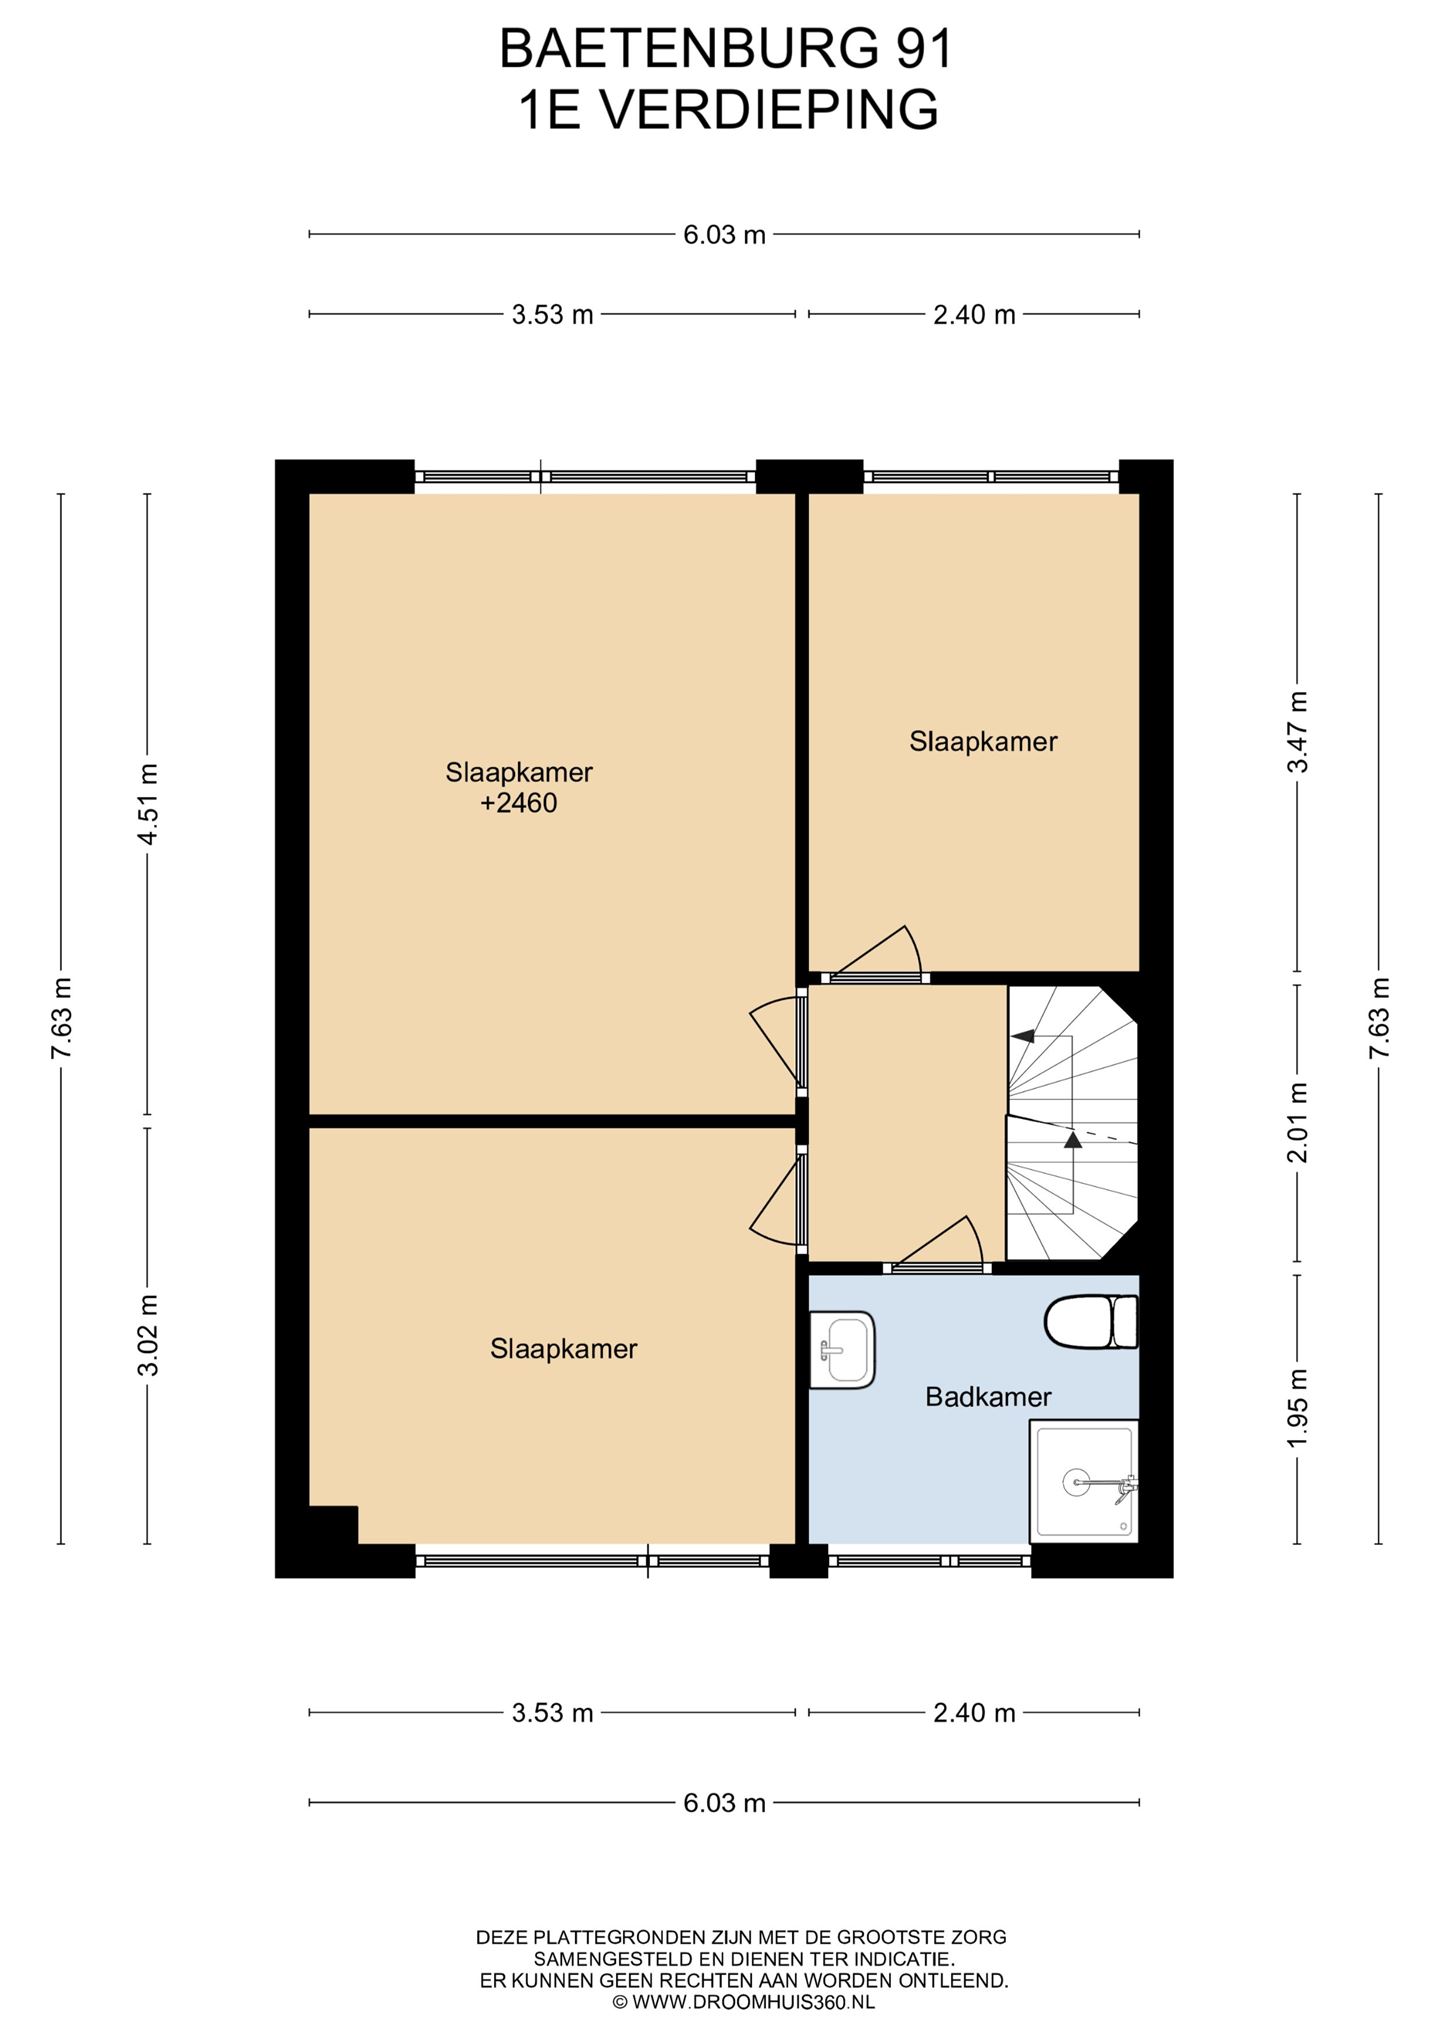 BAETENBURG 91
1E VERDIEPING
6.03 m
3.53 m
2.40 m
7.63 m
4.51 m
3.02 m
Slaapkamer
+2460
Slaapkamer
Slaapkamer
Badkamer
3.47 m
2.01 m
1.95 m
7.63 m
3.53 m
2.40 m
6.03 m
DEZE PLATTEGRONDEN ZIJN MET DE GROOTSTE ZORG
SAMENGESTELD EN DIENEN TER INDICATIE.
ER KUNNEN GEEN RECHTEN AAN WORDEN ONTLEEND.
© WWW.DROOMHUIS360.NL